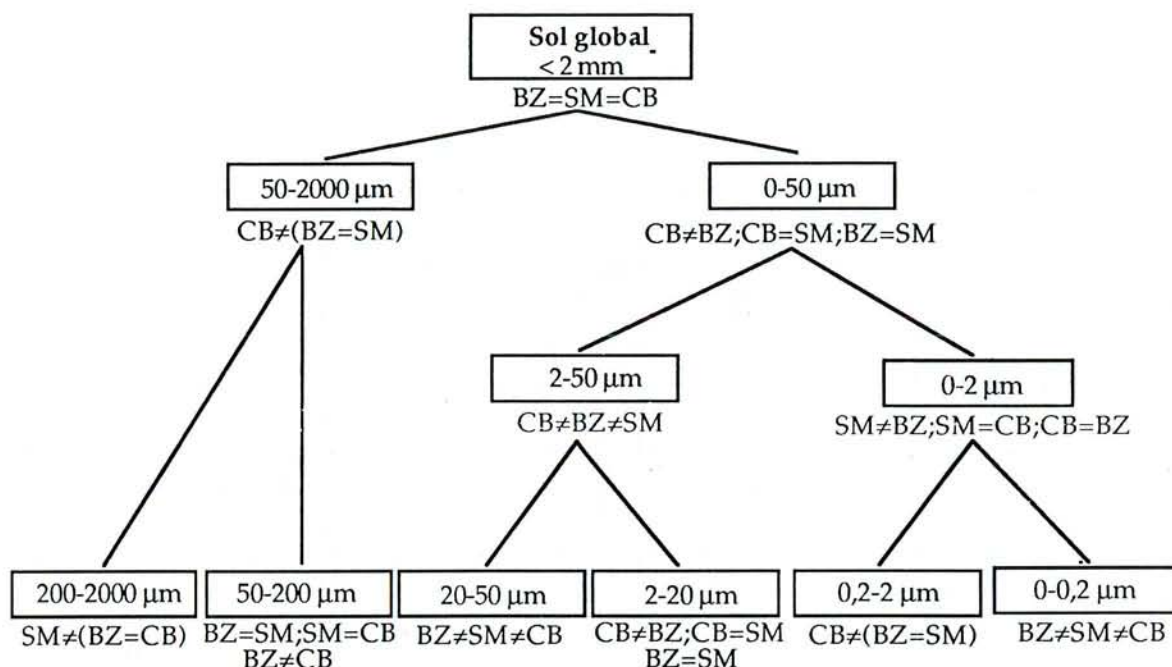 Sol global
< 2 mm
BZ=SM=CB
50-2000 µm
0-50 µm
CB≠(BZ=SM)
CB≠BZ;CB=SM;BZ=SM
2-50 µm
0-2 µm
CB≠BZ≠SM
SM≠BZ;SM=CB;CB=BZ
200-2000 µm
50-200 µm
20-50 µm
2-20 µm
0,2-2 µm
0-0,2 µm
SM≠(BZ=CB)
BZ=SM;SM=CB
BZ≠CB
BZ≠SM≠CB
CB≠BZ;CB=SM
BZ=SM
CB≠(BZ=SM)
BZ≠SM≠CB